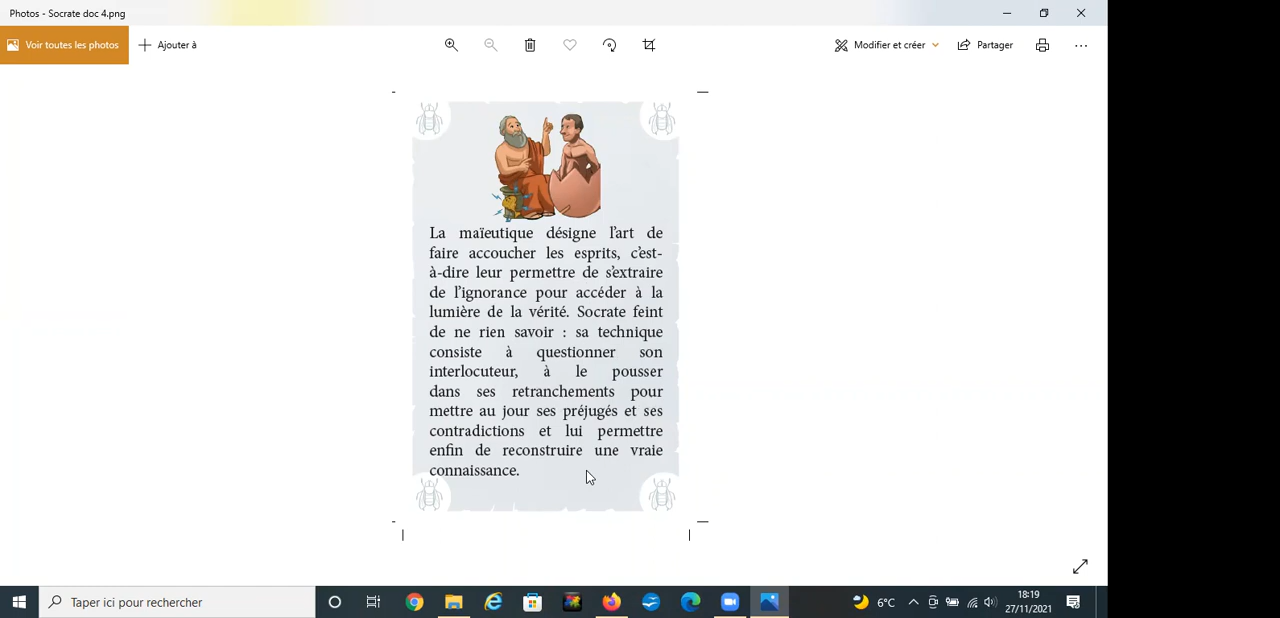 Photos - Socrate doc 4.png
Voir toutes les photos
Ajouter à
Modifier et créer
Partager
La maïeutique désigne l'art de
faire accoucher les esprits, c'est-
à-dire leur permettre de s'extraire
de l'ignorance pour accéder à la
lumière de la vérité. Socrate feint
de ne rien savoir : sa technique
consiste à questionner son
interlocuteur, à le pousser
dans ses retranchements pour
mettre au jour ses préjugés et ses
contradictions et lui permettre
enfin de reconstruire une vraie
connaissance.
Taper ici pour rechercher
6°C
18:19
27/11/2021